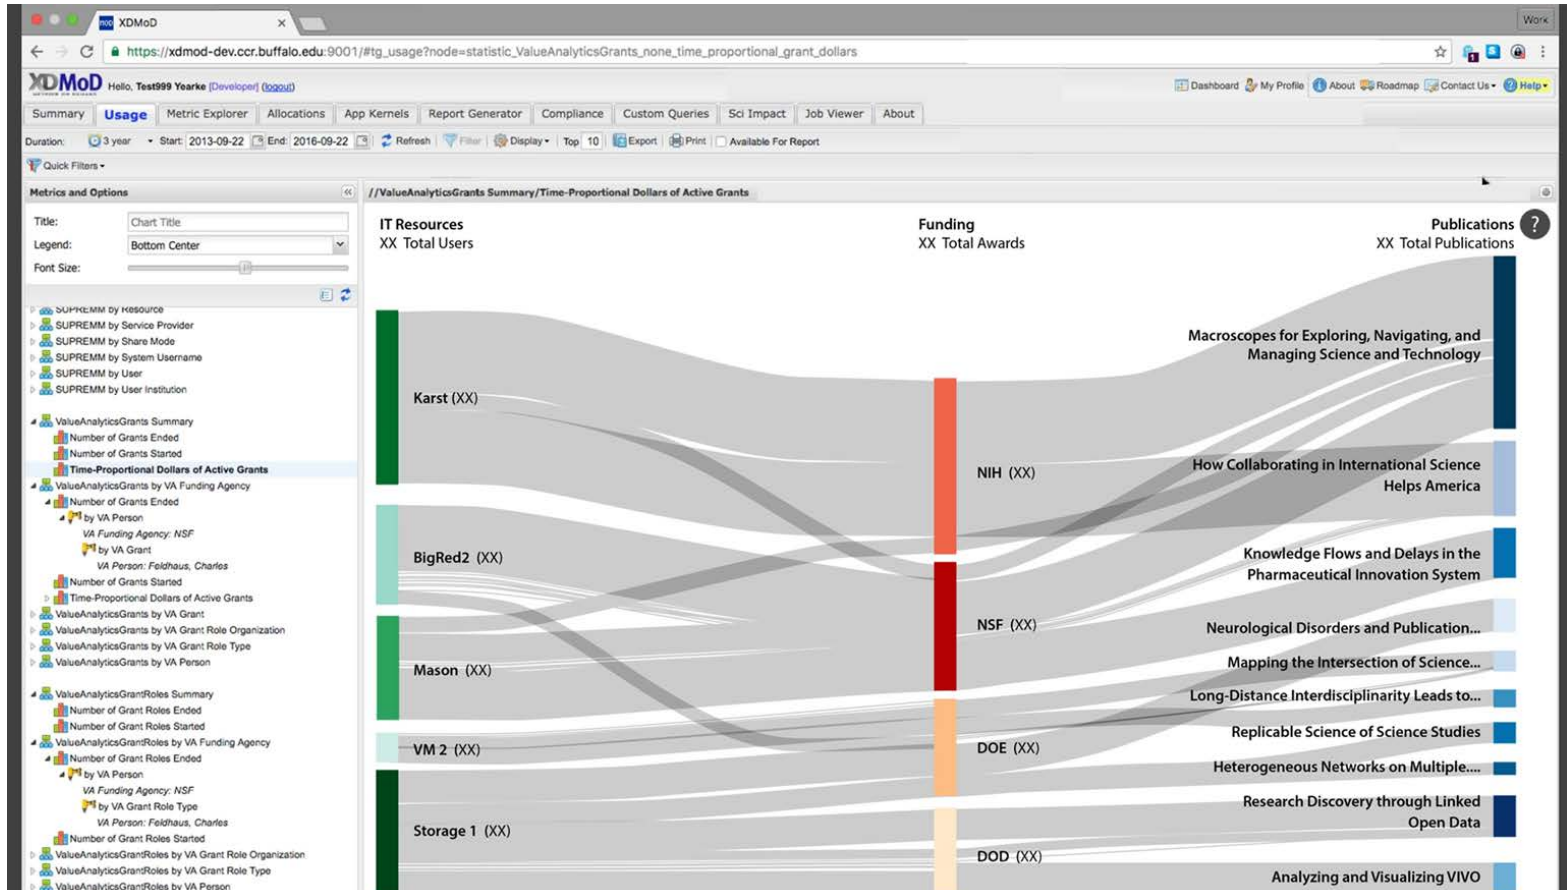 XDMoD
Work
https://xdmod-dev.ccr.buffalo.edu:9001/#tg_usage?node=statistic_ValueAnalyticsGrants_none_time_proportional_grant_dollars
XDMoD Hello, Test999 Yearke [Developer] (logout)
Dashboard My Profile About Roadmap Contact Us Help
Summary Usage Metric Explorer Allocations App Kernels Report Generator Compliance Custom Queries Sci Impact Job Viewer About
Duration: 3 year Start: 2013-09-22 End: 2016-09-22 Refresh Filter Display Top 10 Export Print Available For Report
Quick Filters
Metrics and Options
Title: Chart Title
Legend: Bottom Center
Font Size:
SUPREMM by Resource
SUPREMM by Service Provider
SUPREMM by Share Mode
SUPREMM by System Username
SUPREMM by User
SUPREMM by User Institution
ValueAnalyticsGrants Summary
Number of Grants Ended
Number of Grants Started
Time-Proportional Dollars of Active Grants
ValueAnalyticsGrants by VA Funding Agency
Number of Grants Ended
by VA Person
VA Funding Agency: NSF
by VA Grant
VA Person: Feldhaus, Charles
Number of Grants Started
Time-Proportional Dollars of Active Grants
ValueAnalyticsGrants by VA Grant
ValueAnalyticsGrants by VA Grant Role Organization
ValueAnalyticsGrants by VA Grant Role Type
ValueAnalyticsGrants by VA Person
ValueAnalyticsGrantRoles Summary
Number of Grant Roles Ended
Number of Grant Roles Started
ValueAnalyticsGrantRoles by VA Funding Agency
Number of Grant Roles Ended
by VA Person
VA Funding Agency: NSF
by VA Grant Role Type
VA Person: Feldhaus, Charles
Number of Grant Roles Started
ValueAnalyticsGrantRoles by VA Grant Role Organization
ValueAnalyticsGrantRoles by VA Grant Role Type
ValueAnalyticsGrantRoles by VA Person
//ValueAnalyticsGrants Summary/Time-Proportional Dollars of Active Grants
IT Resources
XX Total Users
Karst (XX)
BigRed2 (XX)
Mason (XX)
VM 2 (XX)
Storage 1 (XX)
Funding
XX Total Awards
NIH (XX)
NSF (XX)
DOE (XX)
DOD (XX)
Publications
XX Total Publications
?
Macroscopes for Exploring, Navigating, and
Managing Science and Technology
How Collaborating in International Science
Helps America
Knowledge Flows and Delays in the
Pharmaceutical Innovation System
Neurological Disorders and Publication...
Mapping the Intersection of Science...
Long-Distance Interdisciplinarity Leads to...
Replicable Science of Science Studies
Heterogeneous Networks on Multiple....
Research Discovery through Linked
Open Data
Analyzing and Visualizing VIVO